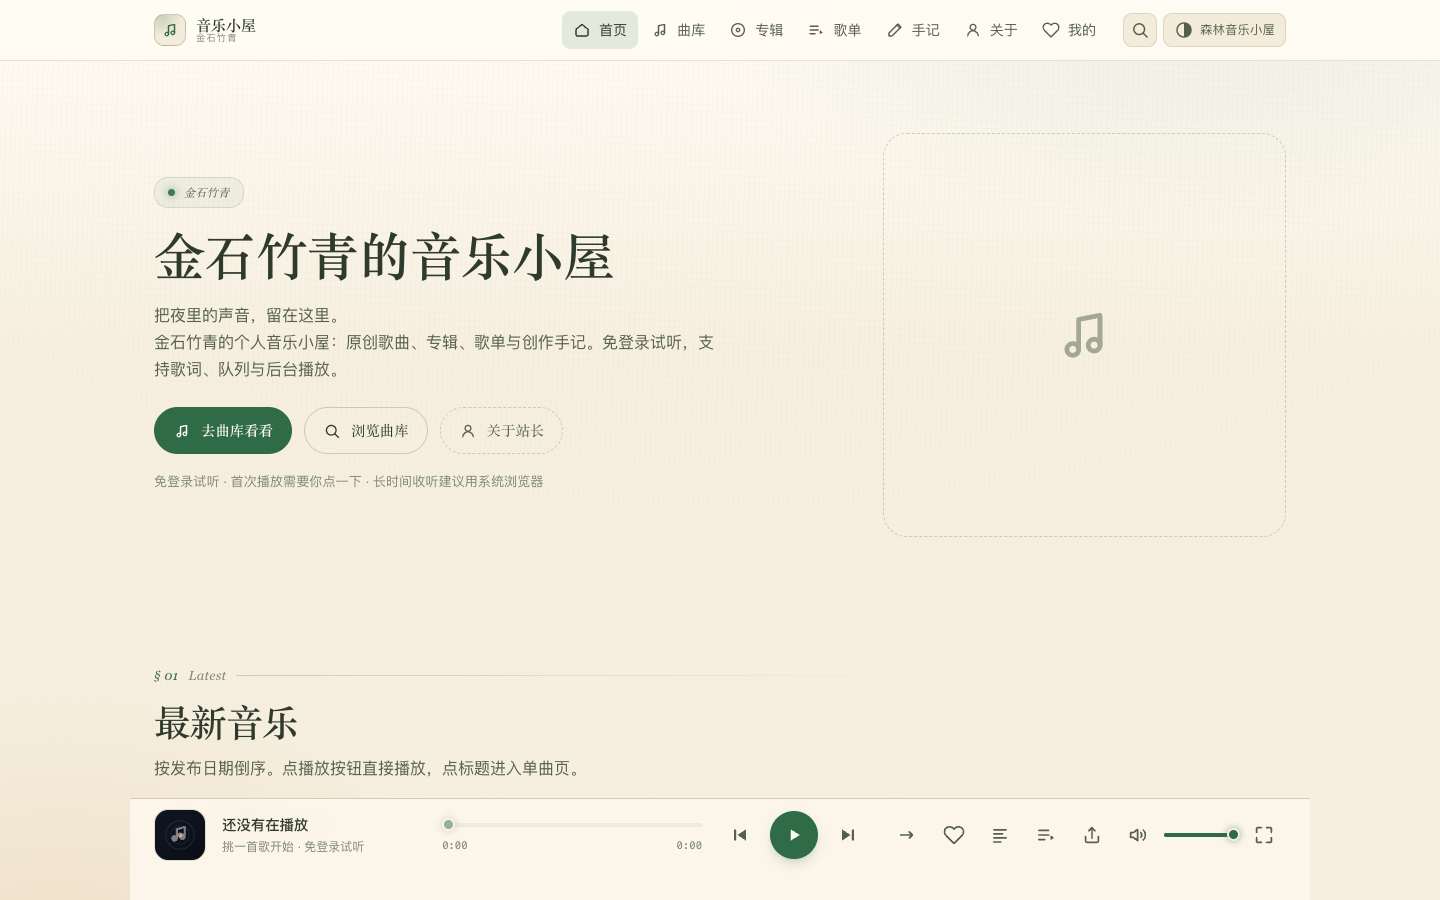 音乐小屋
金石竹青
首页
曲库
专辑
歌单
手记
关于
我的
森林音乐小屋
金石竹青
金石竹青的音乐小屋
把夜里的声音，留在这里。
金石竹青的个人音乐小屋：原创歌曲、专辑、歌单与创作手记。免登录试听，支
持歌词、队列与后台播放。
去曲库看看
浏览曲库
关于站长
免登录试听 · 首次播放需要你点一下 · 长时间收听建议用系统浏览器
§ 01 Latest
最新音乐
按发布日期倒序。点播放按钮直接播放，点标题进入单曲页。
还没有在播放
挑一首歌开始 · 免登录试听
0:00
0:00